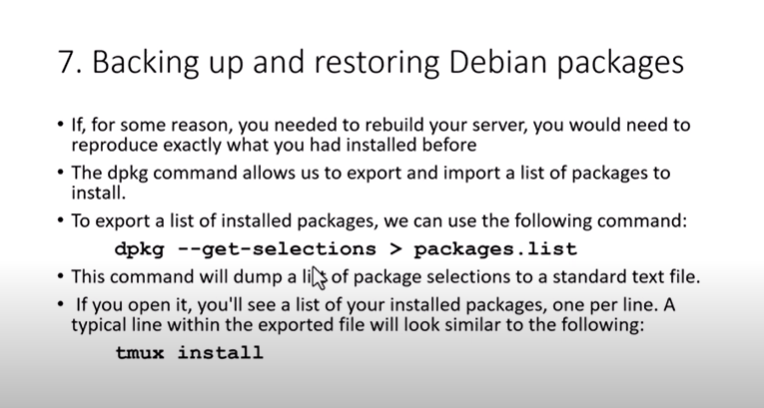 7. Backing up and restoring Debian packages
• If, for some reason, you needed to rebuild your server, you would need to
reproduce exactly what you had installed before
• The dpkg command allows us to export and import a list of packages to
install.
• To export a list of installed packages, we can use the following command:
dpkg --get-selections > packages.list
• This command will dump a list of package selections to a standard text file.
• If you open it, you'll see a list of your installed packages, one per line. A
typical line within the exported file will look similar to the following:
tmux install